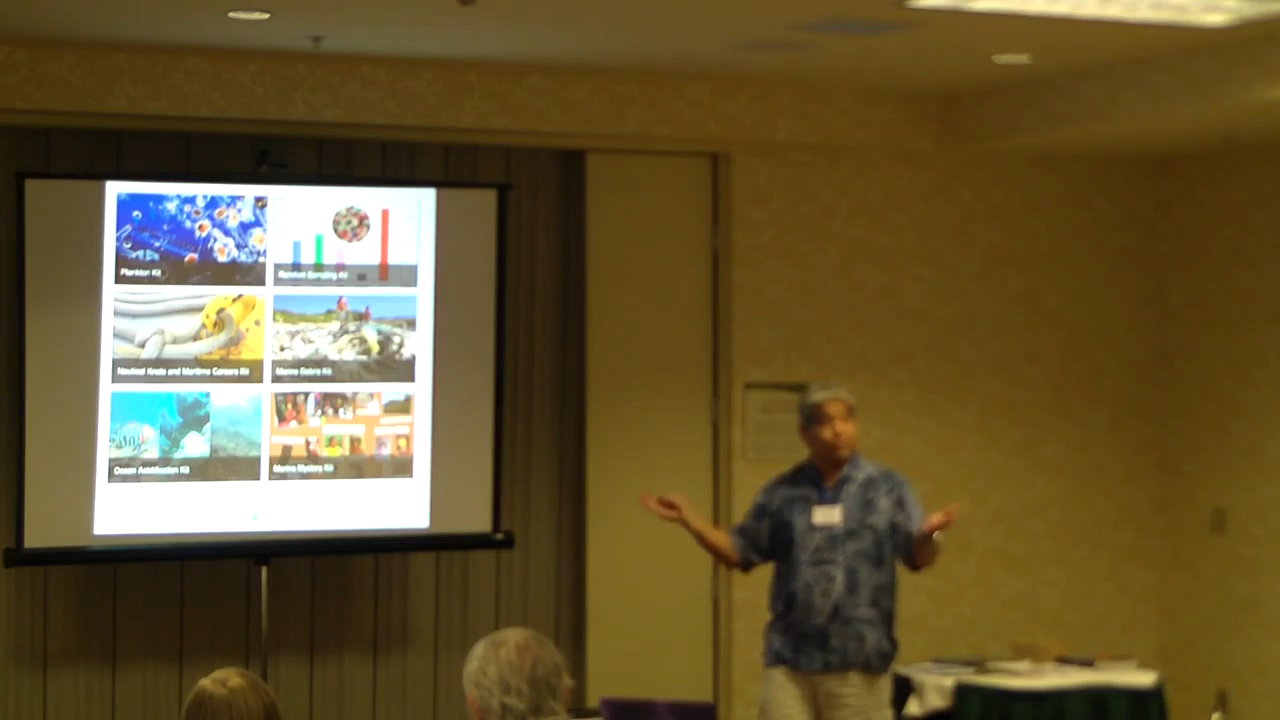 Plankton Kit
Random Sampling Kit
Nautical Knots and Maritime Careers Kit
Marine Debris Kit
Ocean Acidification Kit
Marine Mystery Kit